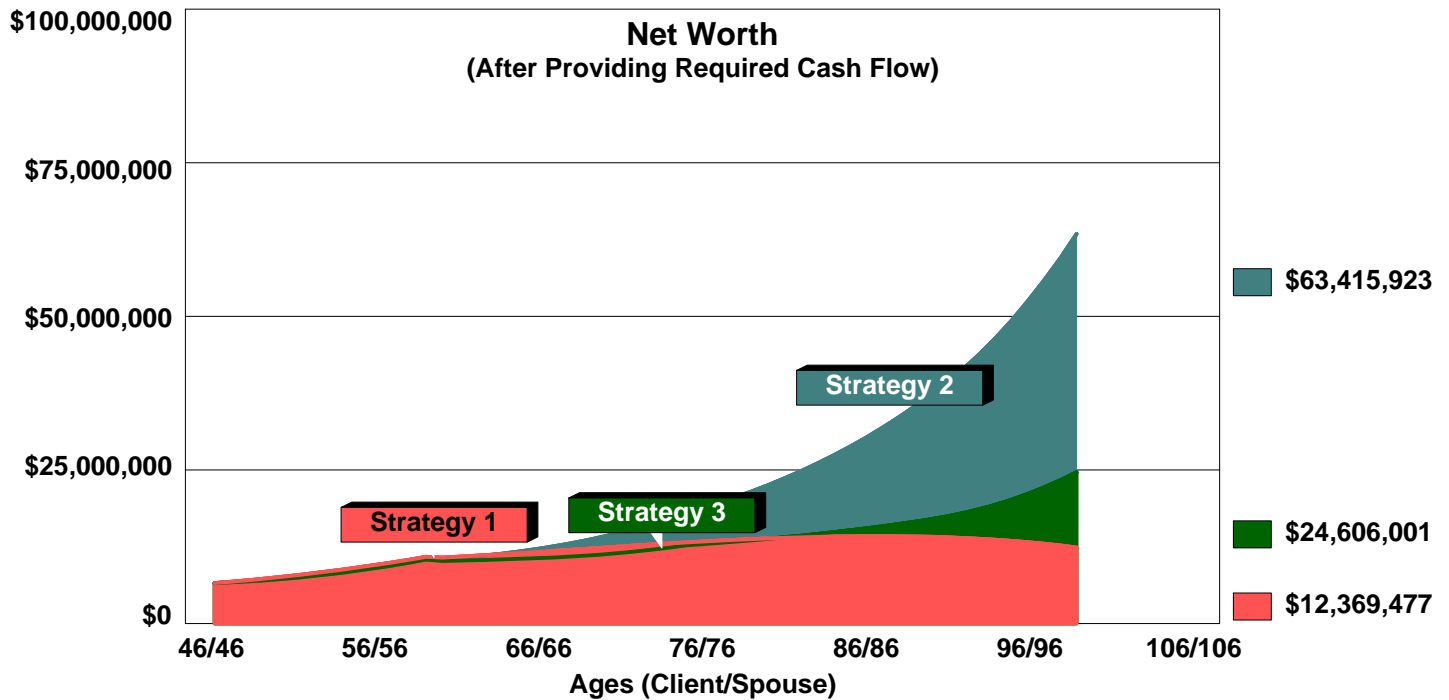 Net Worth
(After Providing Required Cash Flow)
$100,000,000
$75,000,000
$50,000,000
$25,000,000
$0
Strategy 1
Strategy 3
Strategy 2
$63,415,923
$24,606,001
$12,369,477
46/46 56/56 66/66 76/76 86/86 96/96 106/106
Ages (Client/Spouse)